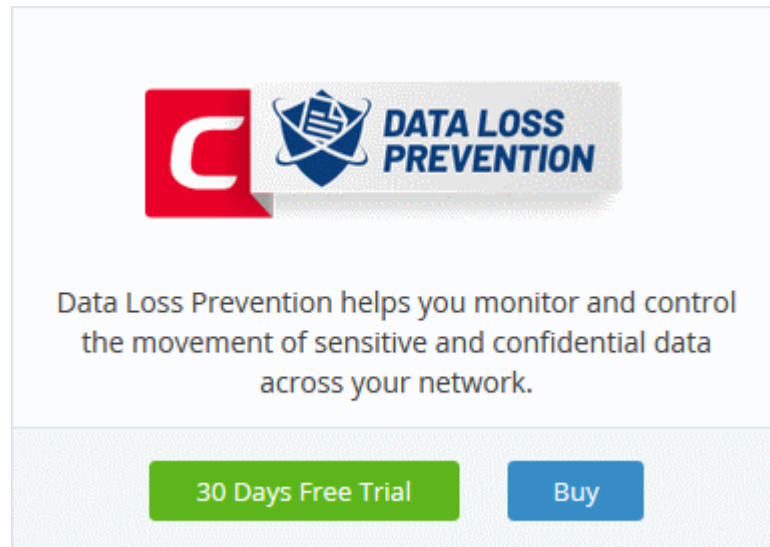 C
DATA LOSS
PREVENTION
Data Loss Prevention helps you monitor and control
the movement of sensitive and confidential data
across your network.
30 Days Free Trial
Buy